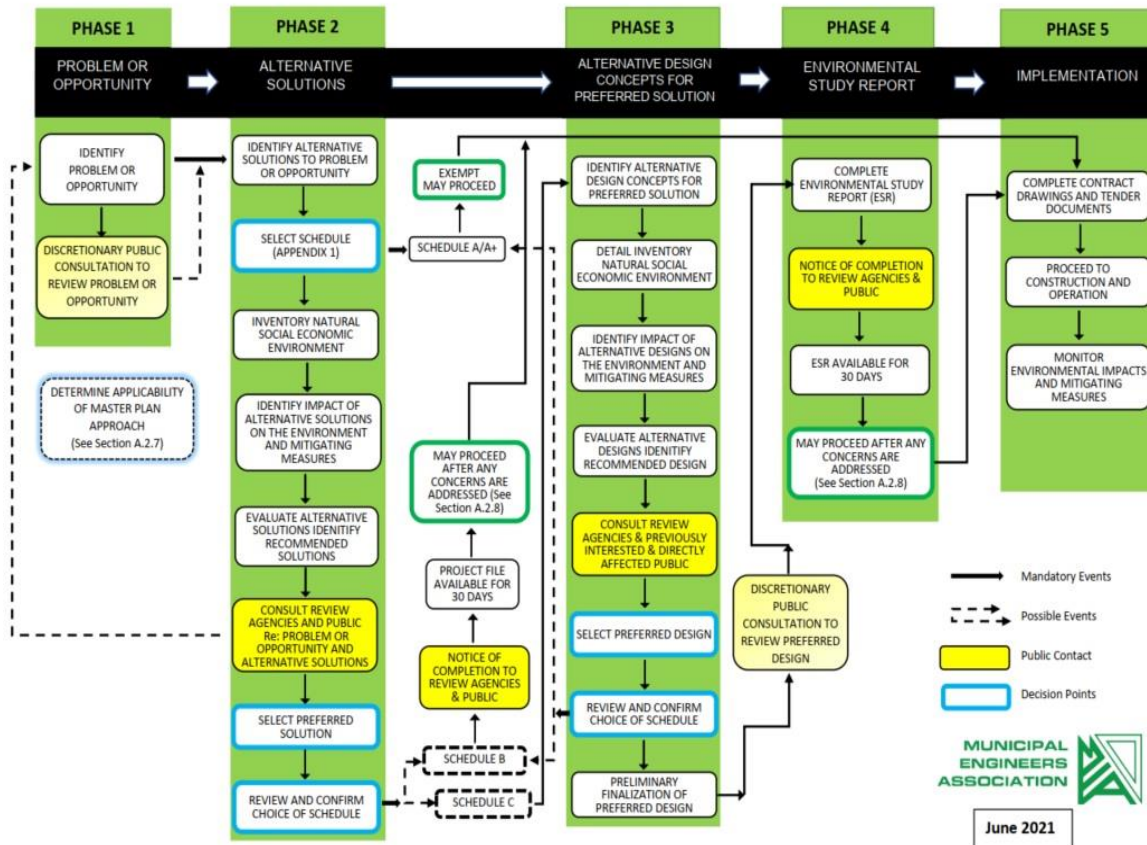 PHASE 1
PROBLEM OR
OPPORTUNITY
IDENTIFY
PROBLEM OR
OPPORTUNITY
DISCRETIONARY PUBLIC
CONSULTATION TO
REVIEW PROBLEM OR
OPPORTUNITY
DETERMINE APPLICABILITY
OF MASTER PLAN
APPROACH
(See Section A.2.7)
PHASE 2
ALTERNATIVE
SOLUTIONS
IDENTIFY ALTERNATIVE
SOLUTIONS TO PROBLEM
OR OPPORTUNITY
SELECT SCHEDULE
(APPENDIX 1)
INVENTORY NATURAL
SOCIAL ECONOMIC
ENVIRONMENT
IDENTIFY IMPACT OF
ALTERNATIVE SOLUTIONS
ON THE ENVIRONMENT
AND MITIGATING
MEASURES
EVALUATE ALTERNATIVE
SOLUTIONS IDENITIFY
RECOMMENDED
SOLUTIONS
CONSULT REVIEW
AGENCIES AND PUBLIC
Re: PROBLEM OR
OPPORTUNITY AND
ALTERNATIVE SOLUTIONS
SELECT PREFERRED
SOLUTION
REVIEW AND CONFIRM
CHOICE OF SCHEDULE
EXEMPT
MAY PROCEED
SCHEDULE A/A+
MAY PROCEED
AFTER ANY
CONCERNS ARE
ADDRESSED (See
Section A.2.8)
PROJECT FILE
AVAILABLE FOR
30 DAYS
NOTICE OF
COMPLETION TO
REVIEW AGENCIES
& PUBLIC
SCHEDULE B
SCHEDULE C
PHASE 3
ALTERNATIVE DESIGN
CONCEPTS FOR
PREFERRED SOLUTION
IDENTIFY ALTERNATIVE
DESIGN CONCEPTS FOR
PREFERRED SOLUTION
DETAIL INVENTORY
NATURAL SOCIAL
ECONOMIC ENVIRONMENT
IDENTIFY IMPACT OF
ALTERNATIVE DESIGNS ON
THE ENVIRONMENT AND
MITIGATING MEASURES
EVALUATE ALTERNATIVE
DESIGNS IDENITIFY
RECOMMENDED DESIGN
CONSULT REVIEW
AGENCIES & PREVIOUSLY
INTERESTED & DIRECTLY
AFFECTED PUBLIC
SELECT PREFERRED DESIGN
REVIEW AND CONFIRM
CHOICE OF SCHEDULE
PRELIMINARY
FINALIZATION OF
PREFERRED DESIGN
DISCRETIONARY
PUBLIC
CONSULTATION TO
REVIEW PREFERRED
DESIGN
PHASE 4
ENVIRONMENTAL
STUDY REPORT
COMPLETE
ENVIRONMENTAL STUDY
REPORT (ESR)
NOTICE OF COMPLETION
TO REVIEW AGENCIES &
PUBLIC
ESR AVAILABLE FOR
30 DAYS
MAY PROCEED AFTER ANY
CONCERNS ARE
ADDRESSED
(See Section A.2.8)
PHASE 5
IMPLEMENTATION
COMPLETE CONTRACT
DRAWINGS AND TENDER
DOCUMENTS
PROCEED TO
CONSTRUCTION AND
OPERATION
MONITOR
ENVIRONMENTAL IMPACTS
AND MITIGATING
MEASURES
Mandatory Events
Possible Events
Public Contact
Decision Points
MUNICIPAL
ENGINEERS
ASSOCIATION
June 2021